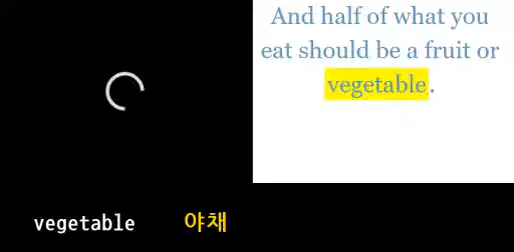 And half of what you
eat should be a fruit or
vegetable.
vegetable 야채